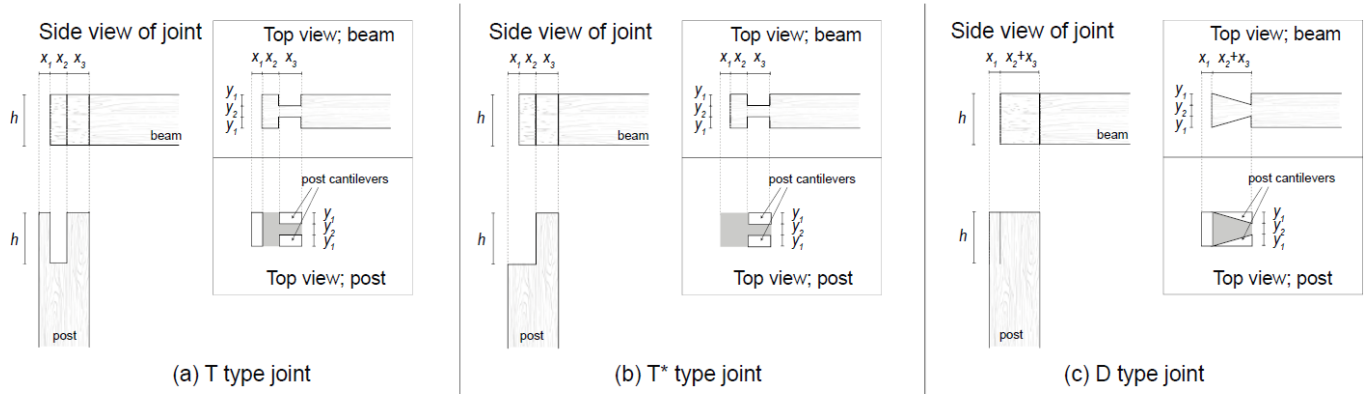 Side view of joint
x1 x2 x3
h
beam
h
post
Top view; beam
x1 x2 x3
y1
y2
y1
post cantilevers
y1
y2
y1
Top view; post
(a) T type joint
Side view of joint
x1 x2 x3
h
beam
h
post
Top view; beam
x1 x2 x3
y1
y2
y1
post cantilevers
y1
y2
y1
Top view; post
(b) T* type joint
Side view of joint
x1 x2+x3
h
beam
h
post
Top view; beam
x1 x2+x3
y1
y2
y1
post cantilevers
y1
y2
y1
Top view; post
(c) D type joint